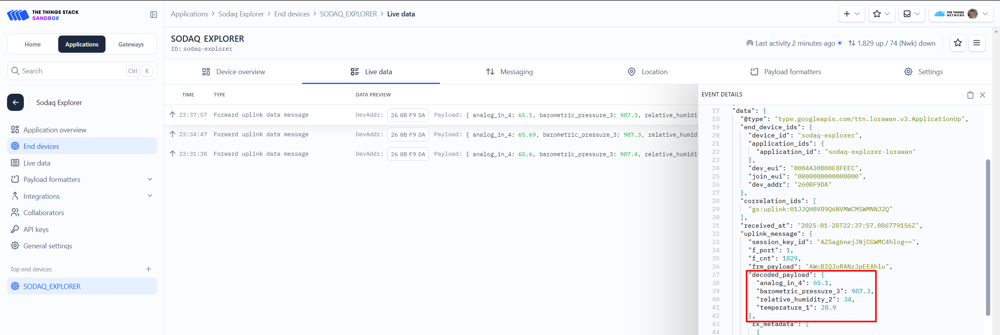 THE THINGS STACK
SANDBOX
Applications > Sodaq Explorer > End devices > SODAQ_EXPLORER > Live data
THE THINGS
NETWORK
Home
Applications
Gateways
Search
Ctrl
K
Sodaq Explorer
Application overview
End devices
Live data
Payload formatters
Integrations
Collaborators
API keys
General settings
Top end devices
SODAQ_EXPLORER
SODAQ_EXPLORER
ID: sodaq-explorer
Last activity 2 minutes ago
1,829 up / 74 (Nwk) down
Device overview
Live data
Messaging
Location
Payload formatters
Settings
TIME TYPE DATA PREVIEW
23:37:57 Forward uplink data message DevAddr: 26 0B F9 DA Payload: { analog_in_4: 65.1, barometric_pressure_3: 987.3, relative_humidi
23:34:47 Forward uplink data message DevAddr: 26 0B F9 DA Payload: { analog_in_4: 65.69, barometric_pressure_3: 987.3, relative_humi
23:31:38 Forward uplink data message DevAddr: 26 0B F9 DA Payload: { analog_in_4: 65.6, barometric_pressure_3: 987.4, relative_humidi
EVENT DETAILS
17 "data": {
18 "@type": "type.googleapis.com/ttn.lorawan.v3.ApplicationUp",
19 "end_device_ids": {
20 "device_id": "sodaq-explorer",
21 "application_ids": {
22 "application_id": "sodaq-explorer-lorawan"
23 },
24 "dev_eui": "0004A30B00E8FEEC",
25 "join_eui": "0000000000000000",
26 "dev_addr": "260BF9DA"
27 },
28 "correlation_ids": [
29 "gs:uplink:01JJQH0V89Q6NVMWCMSWMNNJ2Q"
30 ],
31 "received_at": "2025-01-28T22:37:57.086779156Z",
32 "uplink_message": {
33 "session_key_id": "AZSag6nejJNjCGWMC4hlog==",
34 "f_port": 1,
35 "f_cnt": 1829,
36 "frm_payload": "AWcBIQJoRANzJpEEAhlu",
37 "decoded_payload": {
38 "analog_in_4": 65.1,
39 "barometric_pressure_3": 987.3,
40 "relative_humidity_2": 34,
41 "temperature_1": 28.9
42 },
43 "rx_metadata": [
44 {